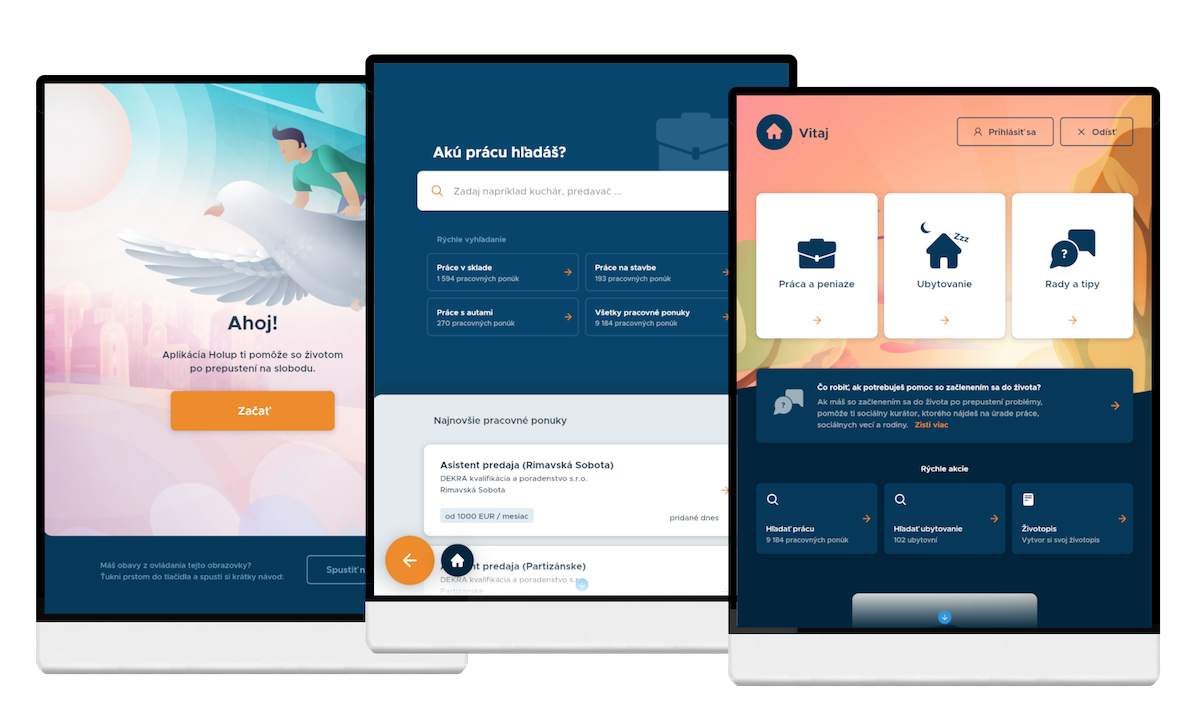 Ahoj!
Aplikácia Holup ti pomôže so životom
po prepustení na slobodu.
Začať
Máš obavy z ovládania tejto obrazovky?
Ťukni prstom do tlačidla a spusti si krátky návod:
Spustiť n
Akú prácu hľadáš?
Zadaj napríklad kuchár, predavač ...
Rýchle vyhľadanie
Práce v sklade
1 594 pracovných ponúk
Práce na stavbe
193 pracovných ponúk
Práce s autami
270 pracovných ponúk
Všetky pracovné ponuky
9 184 pracovných ponúk
Najnovšie pracovné ponuky
Asistent predaja (Rimavská Sobota)
DEKRA kvalifikácia a poradenstvo s.r.o.
Rimavská Sobota
od 1000 EUR / mesiac
pridané dnes
nt predaja (Partizánske)
DEKRA kvalifikácia a poradenstvo s.r.o.
Partizánske
Vitaj
Prihlásiť sa
Odísť
Práca a peniaze
Zzz
Ubytovanie
?
Rady a tipy
?
Čo robiť, ak potrebuješ pomoc so začlenením sa do života?
Ak máš so začlenením sa do života po prepustení problémy,
pomôže ti sociálny kurátor, ktorého nájdeš na úrade práce,
sociálnych vecí a rodiny. Zisti viac
Rýchle akcie
Hľadať prácu
9 184 pracovných ponúk
Hľadať ubytovanie
102 ubytovní
Životopis
Vytvor si svoj životopis